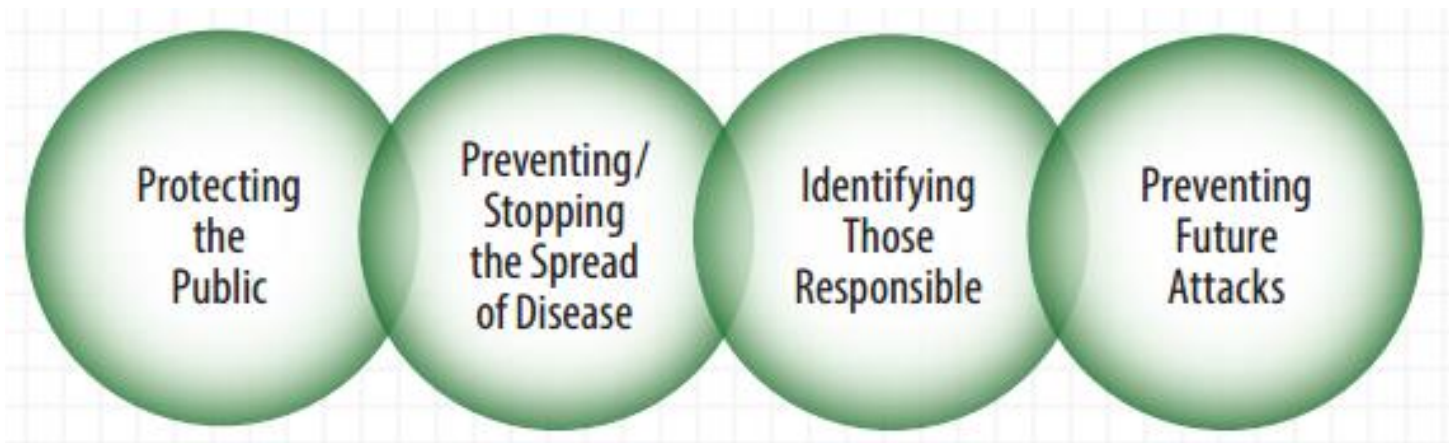 Protecting
the
Public
Preventing/
Stopping
the Spread
of Disease
Identifying
Those
Responsible
Preventing
Future
Attacks